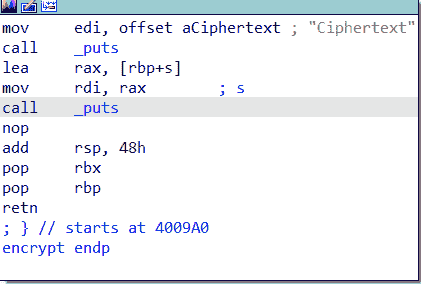 mov edi, offset aCiphertext ; "Ciphertext"
call _puts
lea rax, [rbp+s]
mov rdi, rax ; s
call _puts
nop
add rsp, 48h
pop rbx
pop rbp
retn
; } // starts at 4009A0
encrypt endp